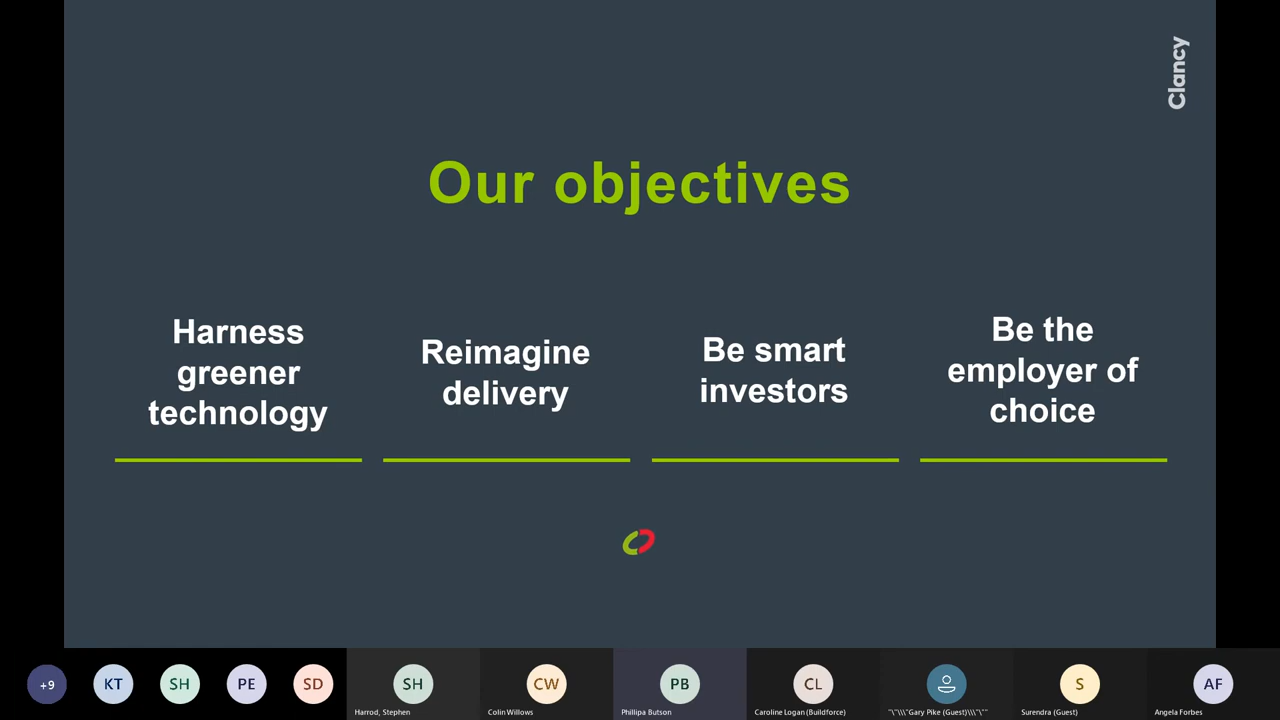 Clancy
Our objectives
Harness
greener
technology
Reimagine
delivery
Be smart
investors
Be the
employer of
choice
+9
KT
SH
PE
SD
SH
Harrod, Stephen
CW
Colin Willows
PB
Phillipa Butson
CL
Caroline Logan (Buildforce)
"\"\\\"Gary Pike (Guest)\\\"\""
S
Surendra (Guest)
AF
Angela Forbes